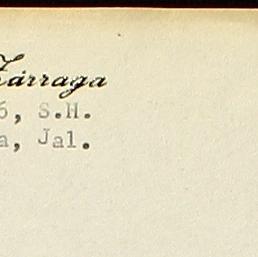 Zárraga
6, S.H.
a, Jal.